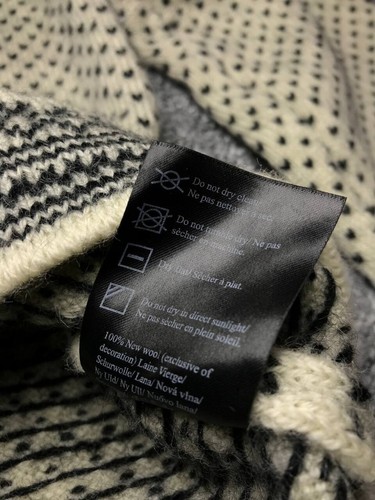 Do not dry clean/
Ne pas nettoyer à sec.
Do not tumble dry/ Ne pas
sécher en machine.
Dry flat/ Sécher à plat.
Do not dry in direct sunlight/
Ne pas sécher en plein soleil.
100% New wool (exclusive of
decoration) Laine Vierge/
Schurwolle/ Lana/ Nová vlna/
Ny Uld/ Ny Ull/